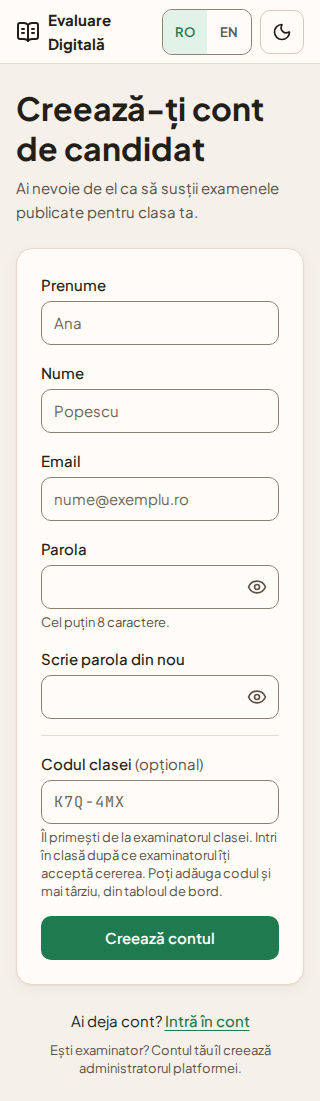 Evaluare
Digitală
RO EN
Creează-ți cont
de candidat
Ai nevoie de el ca să susții examenele
publicate pentru clasa ta.
Prenume
Ana
Nume
Popescu
Email
nume@exemplu.ro
Parola
Cel puțin 8 caractere.
Scrie parola din nou
Codul clasei (opțional)
K7Q-4MX
Îl primești de la examinatorul clasei. Intri
în clasă după ce examinatorul îți
acceptă cererea. Poți adăuga codul și
mai târziu, din tabloul de bord.
Creează contul
Ai deja cont? Intră în cont
Ești examinator? Contul tău îl creează
administratorul platformei.